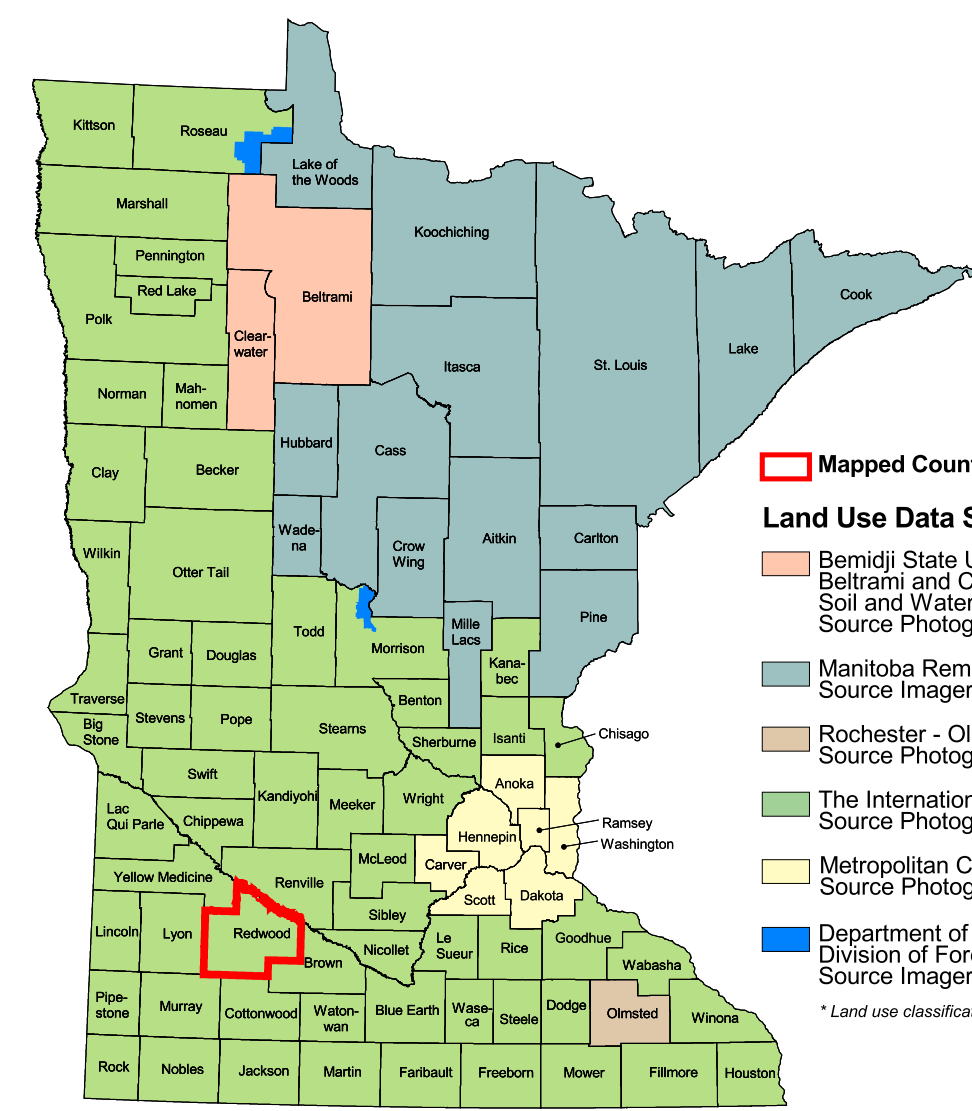 Kittson
Roseau
Lake of
the Woods
Marshall
Koochiching
Pennington
Red Lake
Beltrami
Cook
Polk
Clear-
water
Lake
St. Louis
Itasca
Norman
Mah-
nomen
Hubbard
Cass
Clay
Becker
Mapped Coun
Land Use Data S
Wade-
na
Crow
Wing
Aitkin
Carlton
Wilkin
Otter Tail
Bemidji State U
Beltrami and C
Soil and Water
Source Photog
Todd
Mille
Lacs
Pine
Morrison
Grant
Douglas
Kana-
bec
Manitoba Rem
Source Imager
Traverse
Benton
Big
Stone
Stevens
Pope
Stearns
Sherburne
Isanti
Chisago
Rochester - Ol
Source Photog
Swift
Anoka
Kandiyohi
Meeker
Wright
The Internation
Source Photog
Lac
Qui Parle
Chippewa
Hennepin
Ramsey
Washington
McLeod
Carver
Metropolitan C
Source Photog
Yellow Medicine
Renville
Scott
Dakota
Sibley
Lincoln
Lyon
Redwood
Nicollet
Le
Sueur
Rice
Goodhue
Department of
Division of Fore
Source Imager
Brown
Wabasha
Pipe-
stone
Murray
Cottonwood
Waton-
wan
Blue Earth
Wase-
ca
Steele
Dodge
Olmsted
Winona
* Land use classificat
Rock
Nobles
Jackson
Martin
Faribault
Freeborn
Mower
Fillmore
Houston